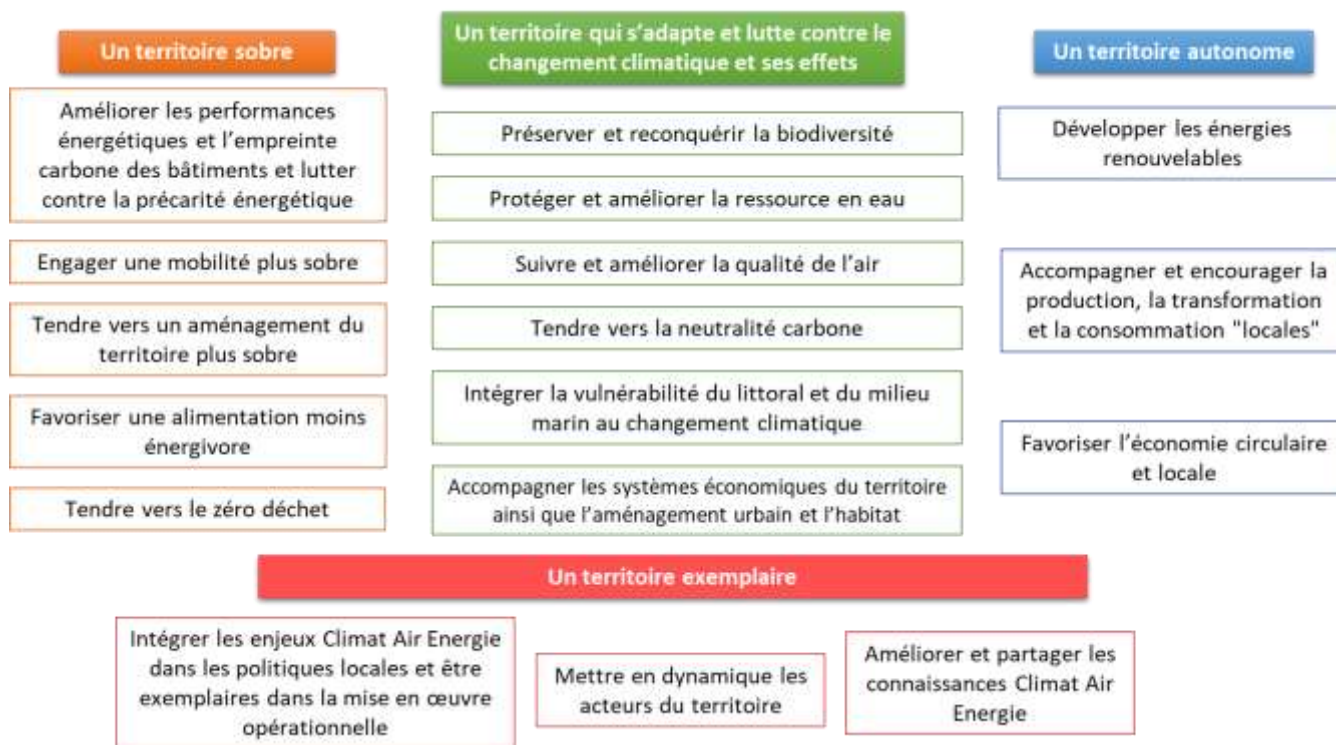 Un territoire sobre
Améliorer les performances
énergétiques et l'empreinte
carbone des bâtiments et lutter
contre la précarité énergétique
Engager une mobilité plus sobre
Tendre vers un aménagement du
territoire plus sobre
Favoriser une alimentation moins
énergivore
Tendre vers le zéro déchet
Un territoire qui s'adapte et lutte contre le
changement climatique et ses effets
Préserver et reconquérir la biodiversité
Protéger et améliorer la ressource en eau
Suivre et améliorer la qualité de l'air
Tendre vers la neutralité carbone
Intégrer la vulnérabilité du littoral et du milieu
marin au changement climatique
Accompagner les systèmes économiques du territoire
ainsi que l'aménagement urbain et l'habitat
Un territoire autonome
Développer les énergies
renouvelables
Accompagner et encourager la
production, la transformation
et la consommation "locales"
Favoriser l'économie circulaire
et locale
Un territoire exemplaire
Intégrer les enjeux Climat Air Energie
dans les politiques locales et être
exemplaires dans la mise en œuvre
opérationnelle
Mettre en dynamique les
acteurs du territoire
Améliorer et partager les
connaissances Climat Air
Energie